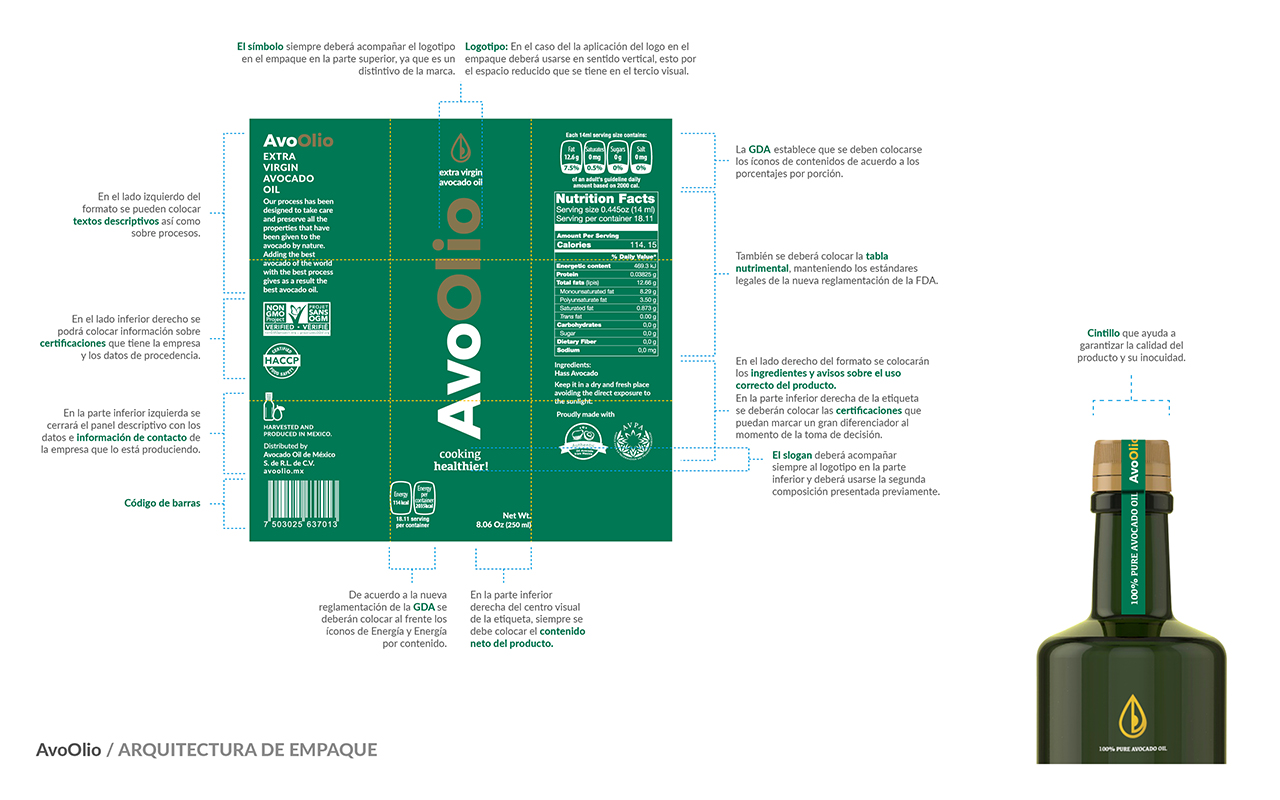 El símbolo siempre deberá acompañar el logotipo
en el empaque en la parte superior, ya que es un
distintivo de la marca.
Logotipo: En el caso del la aplicación del logo en el
empaque deberá usarse en sentido vertical, esto por
el espacio reducido que se tiene en el tercio visual.
En el lado izquierdo del
formato se pueden colocar
textos descriptivos así como
sobre procesos.
En el lado inferior derecho se
podrá colocar información sobre
certificaciones que tiene la empresa
y los datos de procedencia.
En la parte inferior izquierda se
cerrará el panel descriptivo con los
datos e información de contacto de
la empresa que lo está produciendo.
Código de barras
AvoOlio
EXTRA
VIRGIN
AVOCADO
OIL
Our process has been
designed to take care
and preserve all the
properties that have
been given to the
avocado by nature.
Adding the best
avocado of the world
with the best process
gives as a result the
best avocado oil.
NON
GMO
Project
VERIFIED
PROJET
SANS
OGM
VÉRIFIÉ
CERTIFIED
HACCP
FOOD SAFETY
HARVESTED AND
PRODUCED IN MEXICO.
Distributed by
Avocado Oil de México
S. de R.L. de C.V.
avoolio.mx
7 503025 637013
extra virgin
avocado oil
AvoOlio
cooking
healthier!
Energy
114 kcal
Energy
per
container
2055kcal
18.11 serving
per container
Net Wt.
8.06 Oz (250 ml)
Each 14ml serving size contains:
Fat
12.6 g
7.5%
Saturates
0 mg
0.5%
Sugars
0 g
0%
Salt
0 mg
0%
of an adult's guideline daily
amount based on 2000 cal.
Nutrition Facts
Serving size 0.445oz (14 ml)
Serving per container 18.11
Amount Per Serving
Calories 114, 15
% Daily Value*
Energetic content 469.3 kJ
Protein 0.03825 g
Total fats (lipis) 12.66 g
Monounsaturated fat 8.29 g
Polyunsaturate fat 3.50 g
Saturated fat 0.873 g
Trans fat 0.00 g
Carbohydrates 0,0 g
Sugar 0,0 g
Dietary Fiber 0,0 g
Sodium 0,0 mg
Ingredients:
Hass Avocado
Keep it in a dry and fresh place
avoiding the direct exposure to
the sunlight.
Proudly made with
Authentic
AVPA
La GDA establece que se deben colocarse
los íconos de contenidos de acuerdo a los
porcentajes por porción.
También se deberá colocar la tabla
nutrimental, manteniendo los estándares
legales de la nueva reglamentación de la FDA.
En el lado derecho del formato se colocarán
los ingredientes y avisos sobre el uso
correcto del producto.
En la parte inferior derecha de la etiqueta
se deberán colocar las certificaciones que
puedan marcar un gran diferenciador al
momento de la toma de decisión.
El slogan deberá acompañar
siempre al logotipo en la parte
inferior y deberá usarse la segunda
composición presentada previamente.
De acuerdo a la nueva
reglamentación de la GDA se
deberán colocar al frente los
íconos de Energía y Energía
por contenido.
En la parte inferior
derecha del centro visual
de la etiqueta, siempre se
debe colocar el contenido
neto del producto.
Cintillo que ayuda a
garantizar la calidad del
producto y su inocuidad.
AvoOlio
100% PURE AVOCADO OIL
100% PURE AVOCADO OIL
AvoOlio / ARQUITECTURA DE EMPAQUE